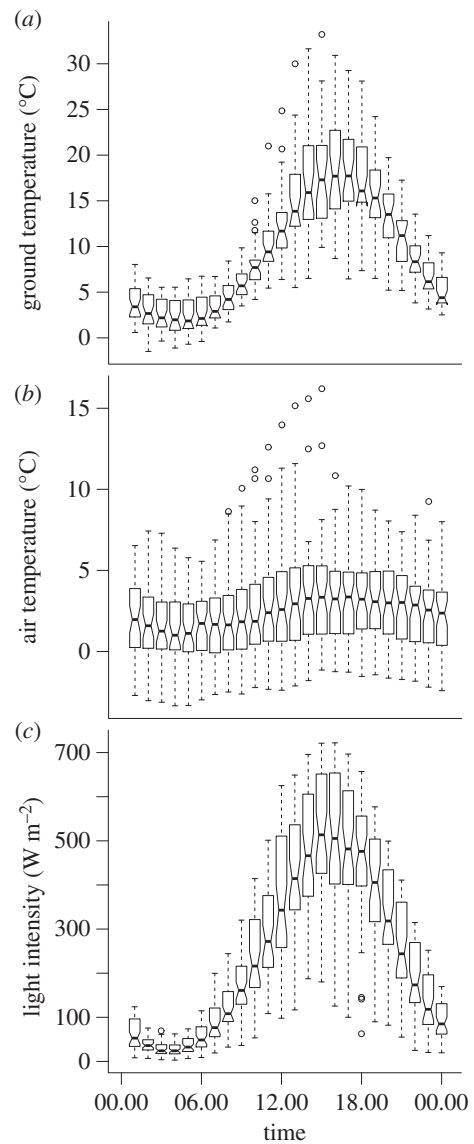 (a)
30
25
20
15
10
5
0
ground temperature (°C)
(b)
15
10
5
0
air temperature (°C)
(c)
700
500
300
100
0
light intensity (W m–2)
00.00 06.00 12.00 18.00 00.00
time